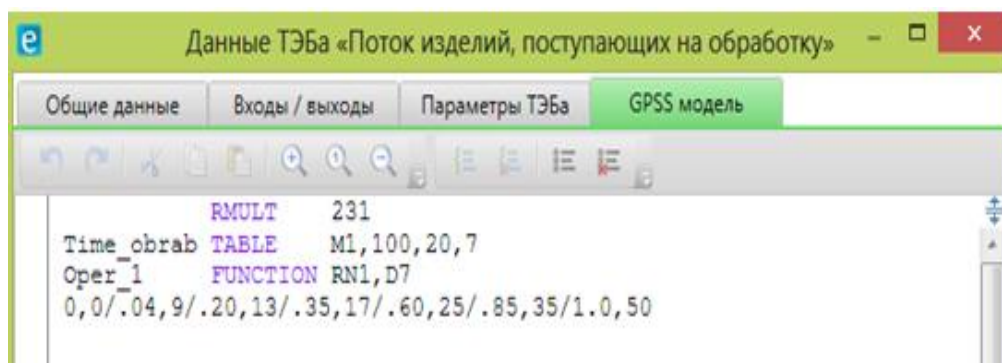 Данные ТЭБа «Поток изделий, поступающих на обработку»
Общие данные Входы / выходы Параметры ТЭБа GPSS модель
RMULT 231
Time_obrab TABLE M1,100,20,7
Oper_1 FUNCTION RN1,D7
0,0/.04,9/.20,13/.35,17/.60,25/.85,35/1.0,50